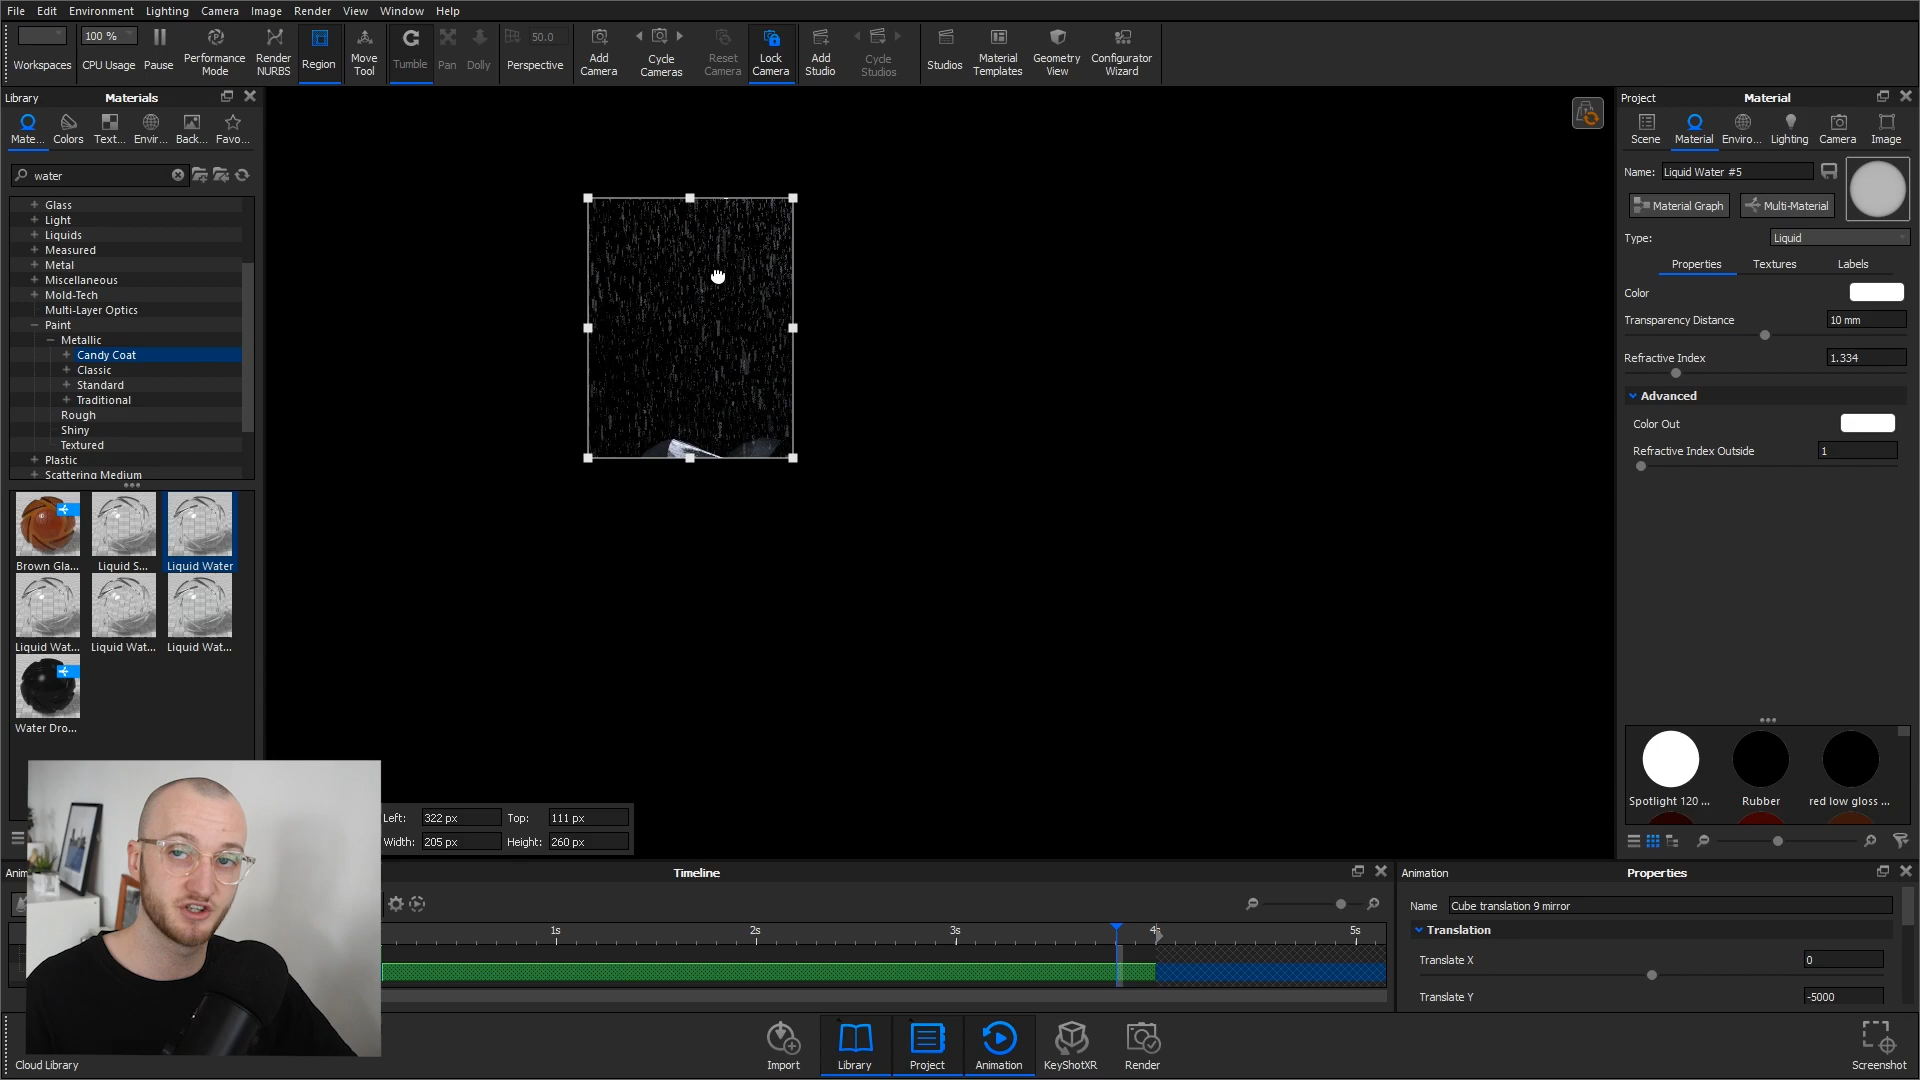 File Edit Environment Lighting Camera Image Render View Window Help
Workspaces
100 %
CPU Usage
Pause
Performance Mode
Render NURBS
Region
Move Tool
Tumble
Pan
Dolly
50.0
Perspective
Add Camera
Cycle Cameras
Reset Camera
Lock Camera
Add Studio
Cycle Studios
Studios
Material Templates
Geometry View
Configurator Wizard
Library
Materials
Mate... Colors Text... Envir... Back... Favo...
water
Glass
Light
Liquids
Measured
Metal
Miscellaneous
Mold-Tech
Multi-Layer Optics
Paint
Metallic
Candy Coat
Classic
Standard
Traditional
Rough
Shiny
Textured
Plastic
Scattering Medium
Brown Gla... Liquid S... Liquid Water
Liquid Wat... Liquid Wat... Liquid Wat...
Water Dro...
Left: 322 px Top: 111 px
Width: 205 px Height: 260 px
Project
Material
Scene Material Enviro... Lighting Camera Image
Name: Liquid Water #5
Material Graph Multi-Material
Type: Liquid
Properties Textures Labels
Color
Transparency Distance 10 mm
Refractive Index 1.334
Advanced
Color Out
Refractive Index Outside 1
Spotlight 120 ... Rubber red low gloss ...
Anim
Timeline
1s 2s 3s 4s 5s
Animation
Properties
Name Cube translation 9 mirror
Translation
Translate X 0
Translate Y -5000
Cloud Library
Import Library Project Animation KeyShotXR Render
Screenshot